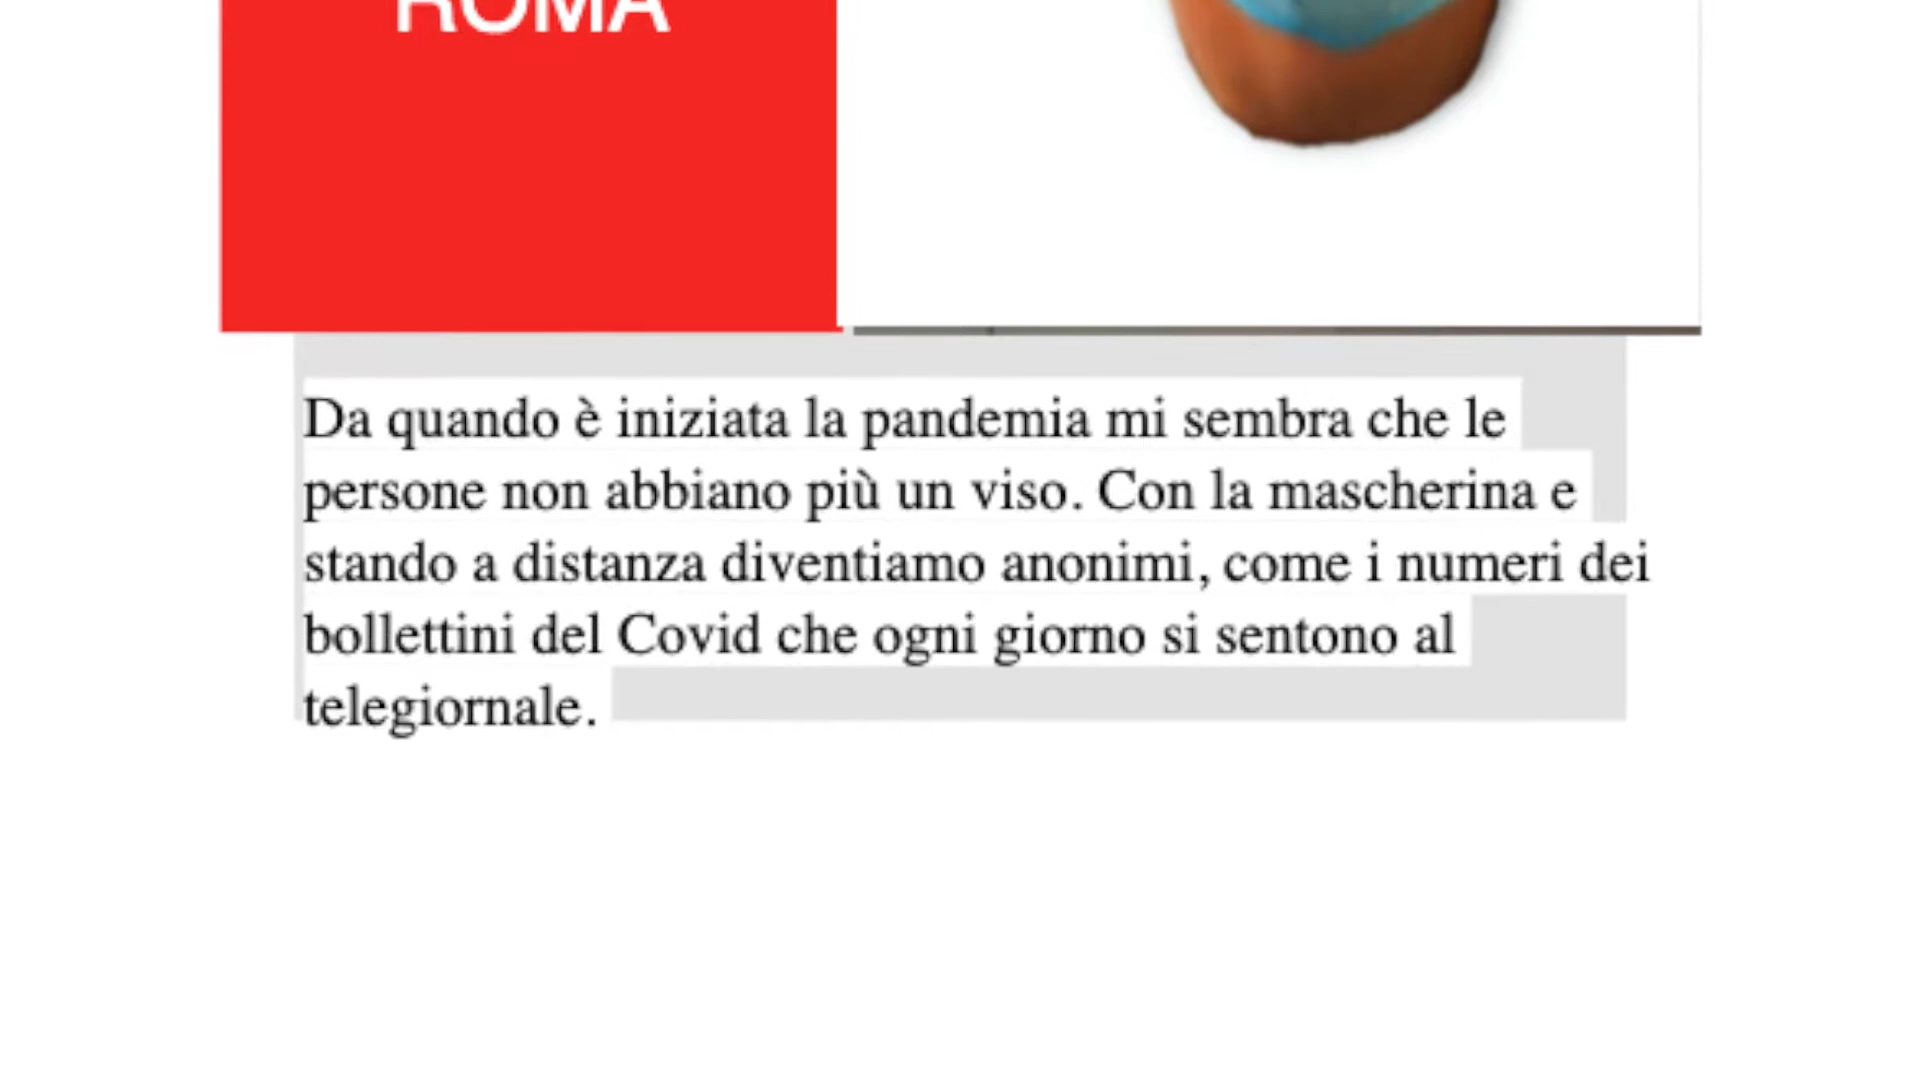 ROMA
Da quando è iniziata la pandemia mi sembra che le
persone non abbiano più un viso. Con la mascherina e
stando a distanza diventiamo anonimi, come i numeri dei
bollettini del Covid che ogni giorno si sentono al
telegiornale.